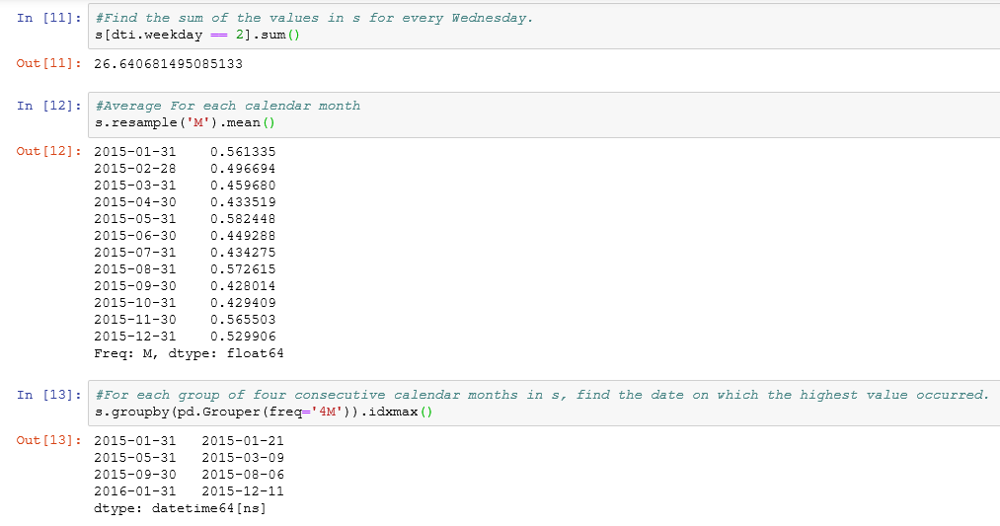 In [11]: #Find the sum of the values in s for every Wednesday.
s[dti.weekday == 2].sum()
Out[11]: 26.640681495085133
In [12]: #Average For each calendar month
s.resample('M').mean()
Out[12]: 2015-01-31    0.561335
2015-02-28    0.496694
2015-03-31    0.459680
2015-04-30    0.433519
2015-05-31    0.582448
2015-06-30    0.449288
2015-07-31    0.434275
2015-08-31    0.572615
2015-09-30    0.428014
2015-10-31    0.429409
2015-11-30    0.565503
2015-12-31    0.529906
Freq: M, dtype: float64
In [13]: #For each group of four consecutive calendar months in s, find the date on which the highest value occurred.
s.groupby(pd.Grouper(freq='4M')).idxmax()
Out[13]: 2015-01-31   2015-01-21
2015-05-31   2015-03-09
2015-09-30   2015-08-06
2016-01-31   2015-12-11
dtype: datetime64[ns]